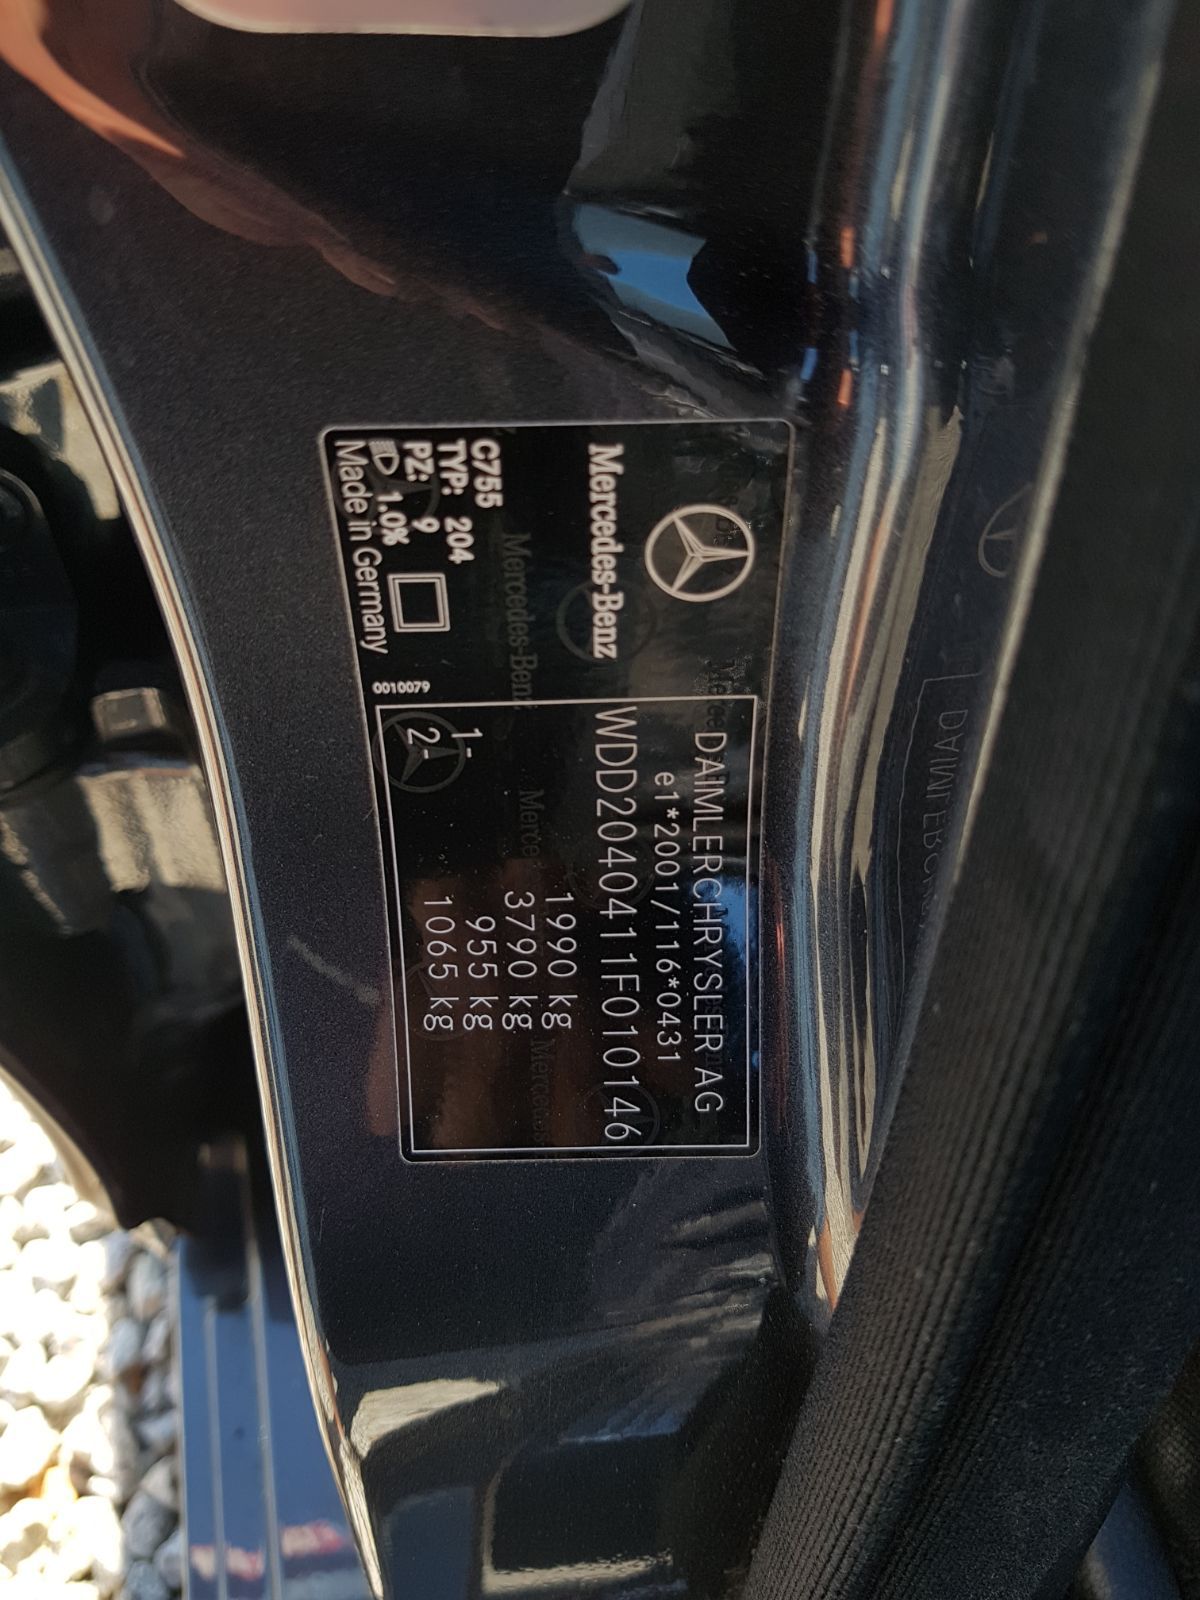 Mercedes-Benz
C755
TYP: 204
PZ: 9
1.0%
Made in Germany
0010079
DAIMLERCHRYSLER AG
e1*2001/116*0431
WDD2040411F010146
1990 kg
3790 kg
1- 955 kg
2- 1065 kg